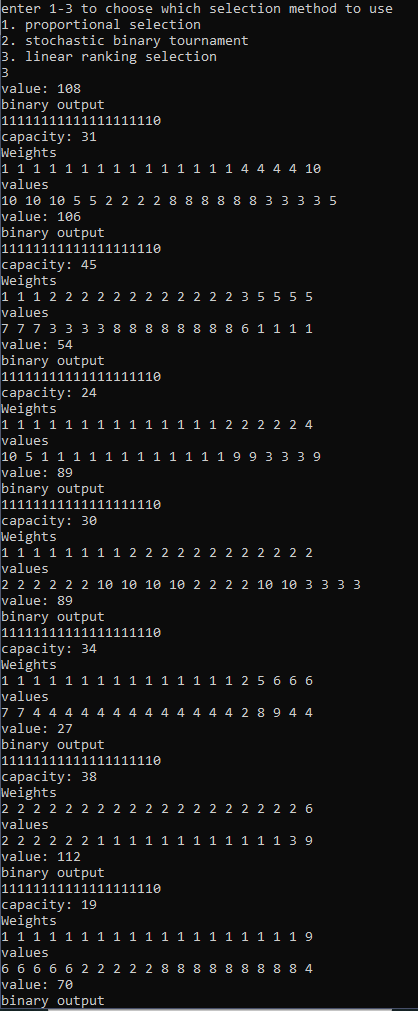 enter 1-3 to choose which selection method to use
1. proportional selection
2. stochastic binary tournament
3. linear ranking selection
3
value: 108
binary output
11111111111111111110
capacity: 31
Weights
1 1 1 1 1 1 1 1 1 1 1 1 1 1 1 4 4 4 4 10
values
10 10 10 5 5 2 2 2 2 8 8 8 8 8 8 3 3 3 3 5
value: 106
binary output
11111111111111111110
capacity: 45
Weights
1 1 1 2 2 2 2 2 2 2 2 2 2 2 2 3 5 5 5 5
values
7 7 7 3 3 3 3 8 8 8 8 8 8 8 8 6 1 1 1 1
value: 54
binary output
11111111111111111110
capacity: 24
Weights
1 1 1 1 1 1 1 1 1 1 1 1 1 1 2 2 2 2 2 4
values
10 5 1 1 1 1 1 1 1 1 1 1 1 1 9 9 3 3 3 9
value: 89
binary output
11111111111111111110
capacity: 30
Weights
1 1 1 1 1 1 1 1 2 2 2 2 2 2 2 2 2 2 2 2
values
2 2 2 2 2 2 10 10 10 10 2 2 2 2 10 10 3 3 3 3
value: 89
binary output
11111111111111111110
capacity: 34
Weights
1 1 1 1 1 1 1 1 1 1 1 1 1 1 1 2 5 6 6 6
values
7 7 4 4 4 4 4 4 4 4 4 4 4 4 4 2 8 9 4 4
value: 27
binary output
11111111111111111110
capacity: 38
Weights
2 2 2 2 2 2 2 2 2 2 2 2 2 2 2 2 2 2 2 6
values
2 2 2 2 2 2 1 1 1 1 1 1 1 1 1 1 1 1 3 9
value: 112
binary output
11111111111111111110
capacity: 19
Weights
1 1 1 1 1 1 1 1 1 1 1 1 1 1 1 1 1 1 1 9
values
6 6 6 6 6 2 2 2 2 2 8 8 8 8 8 8 8 8 8 4
value: 70
binary output